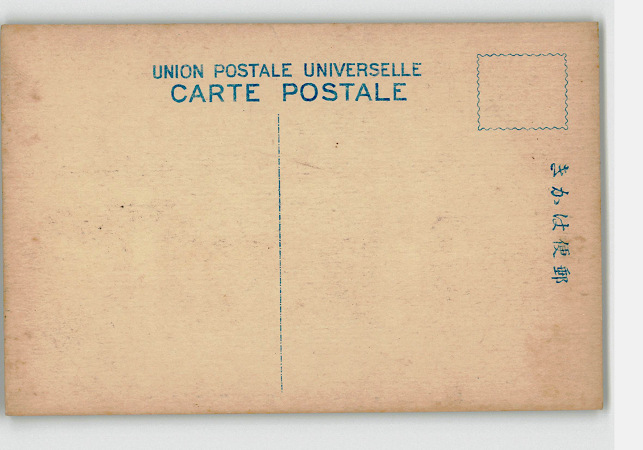 UNION POSTALE UNIVERSELLE
CARTE POSTALE
きかは便郵